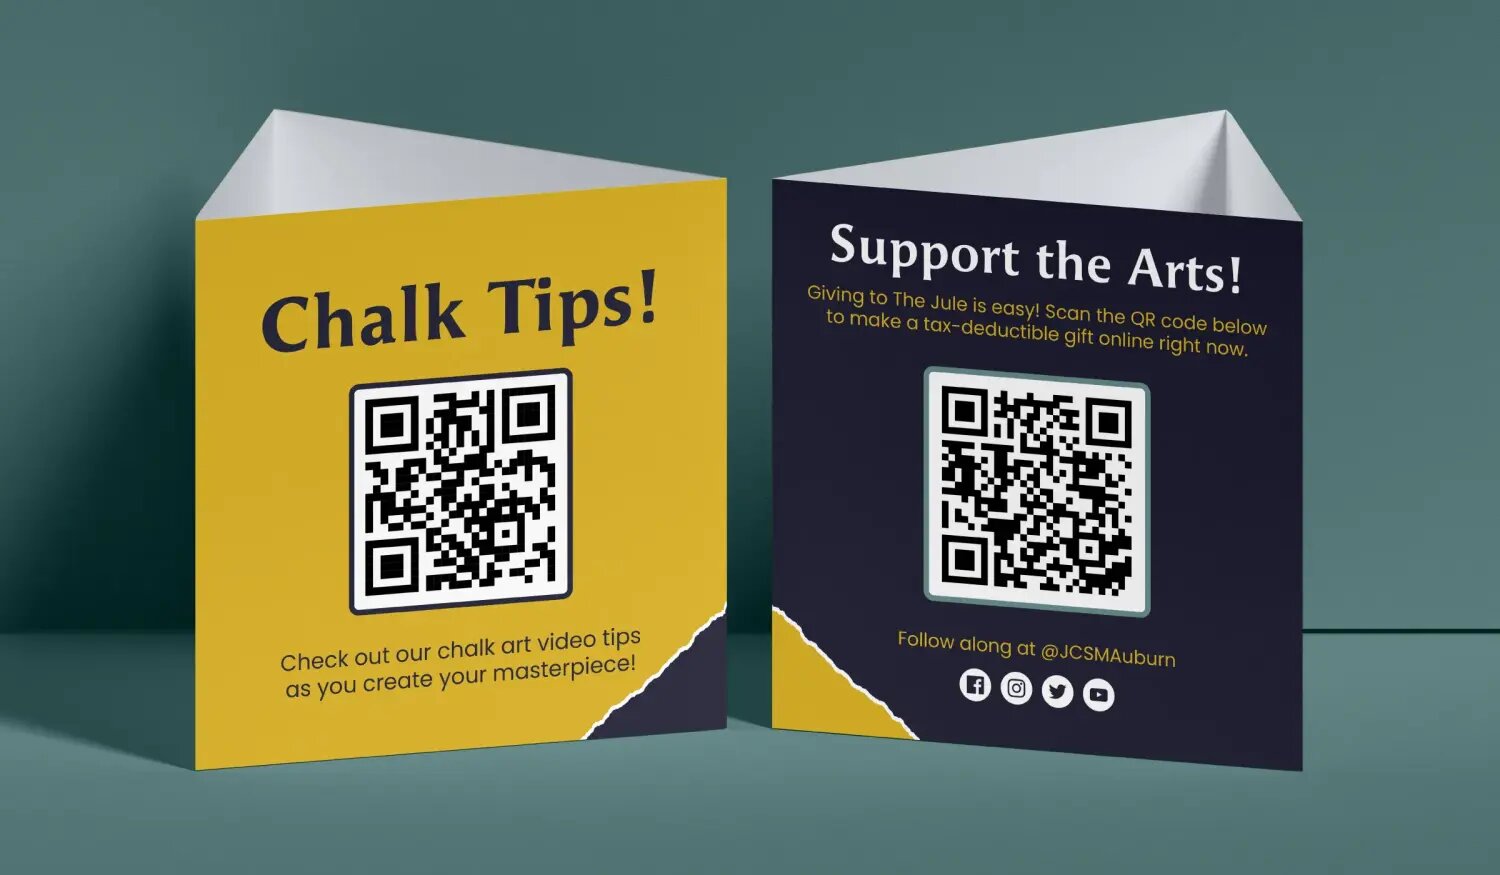 Chalk Tips!
Check out our chalk art video tips
as you create your masterpiece!
Support the Arts!
Giving to The Jule is easy! Scan the QR code below
to make a tax-deductible gift online right now.
Follow along at @JCSMAuburn